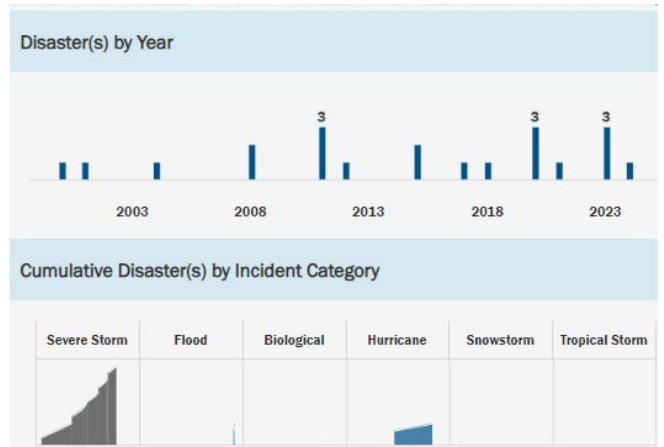 Disaster(s) by Year
3 3 3
2003 2008 2013 2018 2023
Cumulative Disaster(s) by Incident Category
Severe Storm Flood Biological Hurricane Snowstorm Tropical Storm